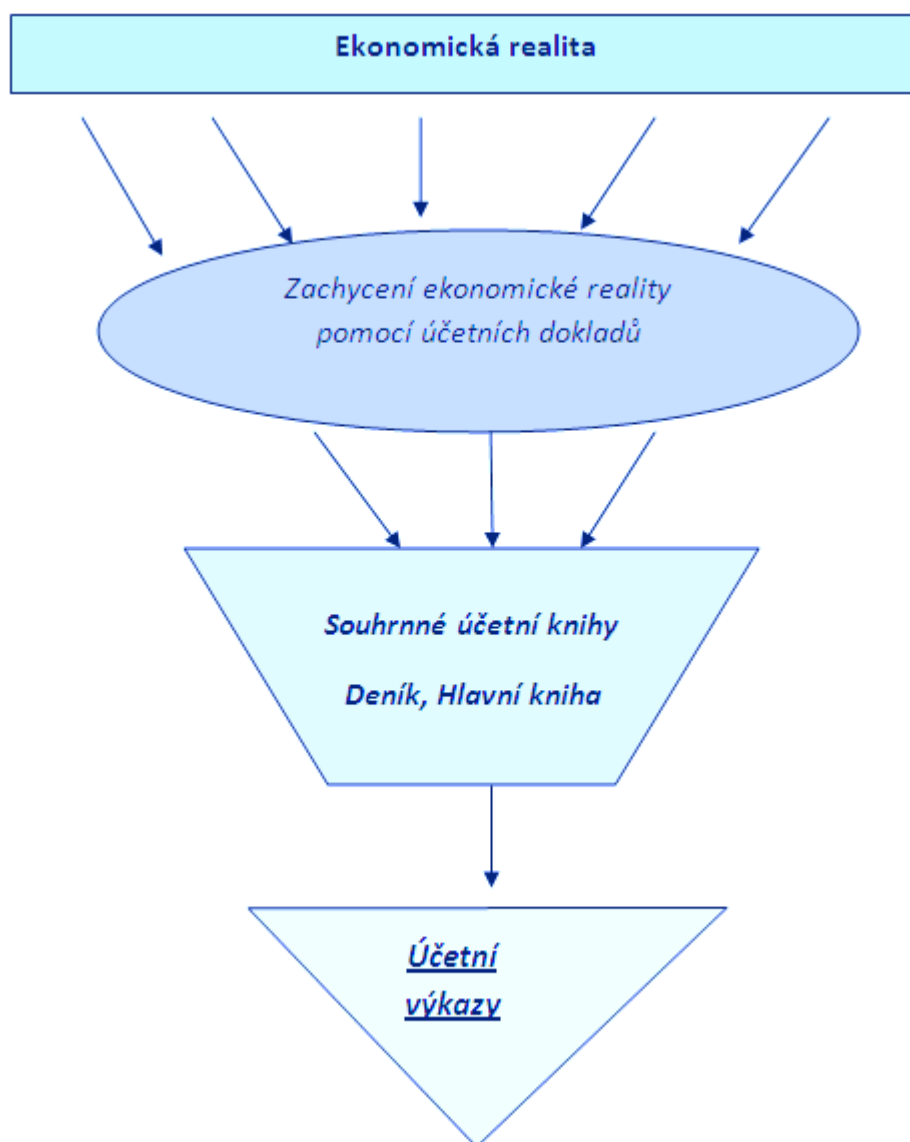 Ekonomická realita
Zachycení ekonomické reality
pomocí účetních dokladů
Souhrnné účetní knihy
Deník, Hlavní kniha
Účetní
výkazy